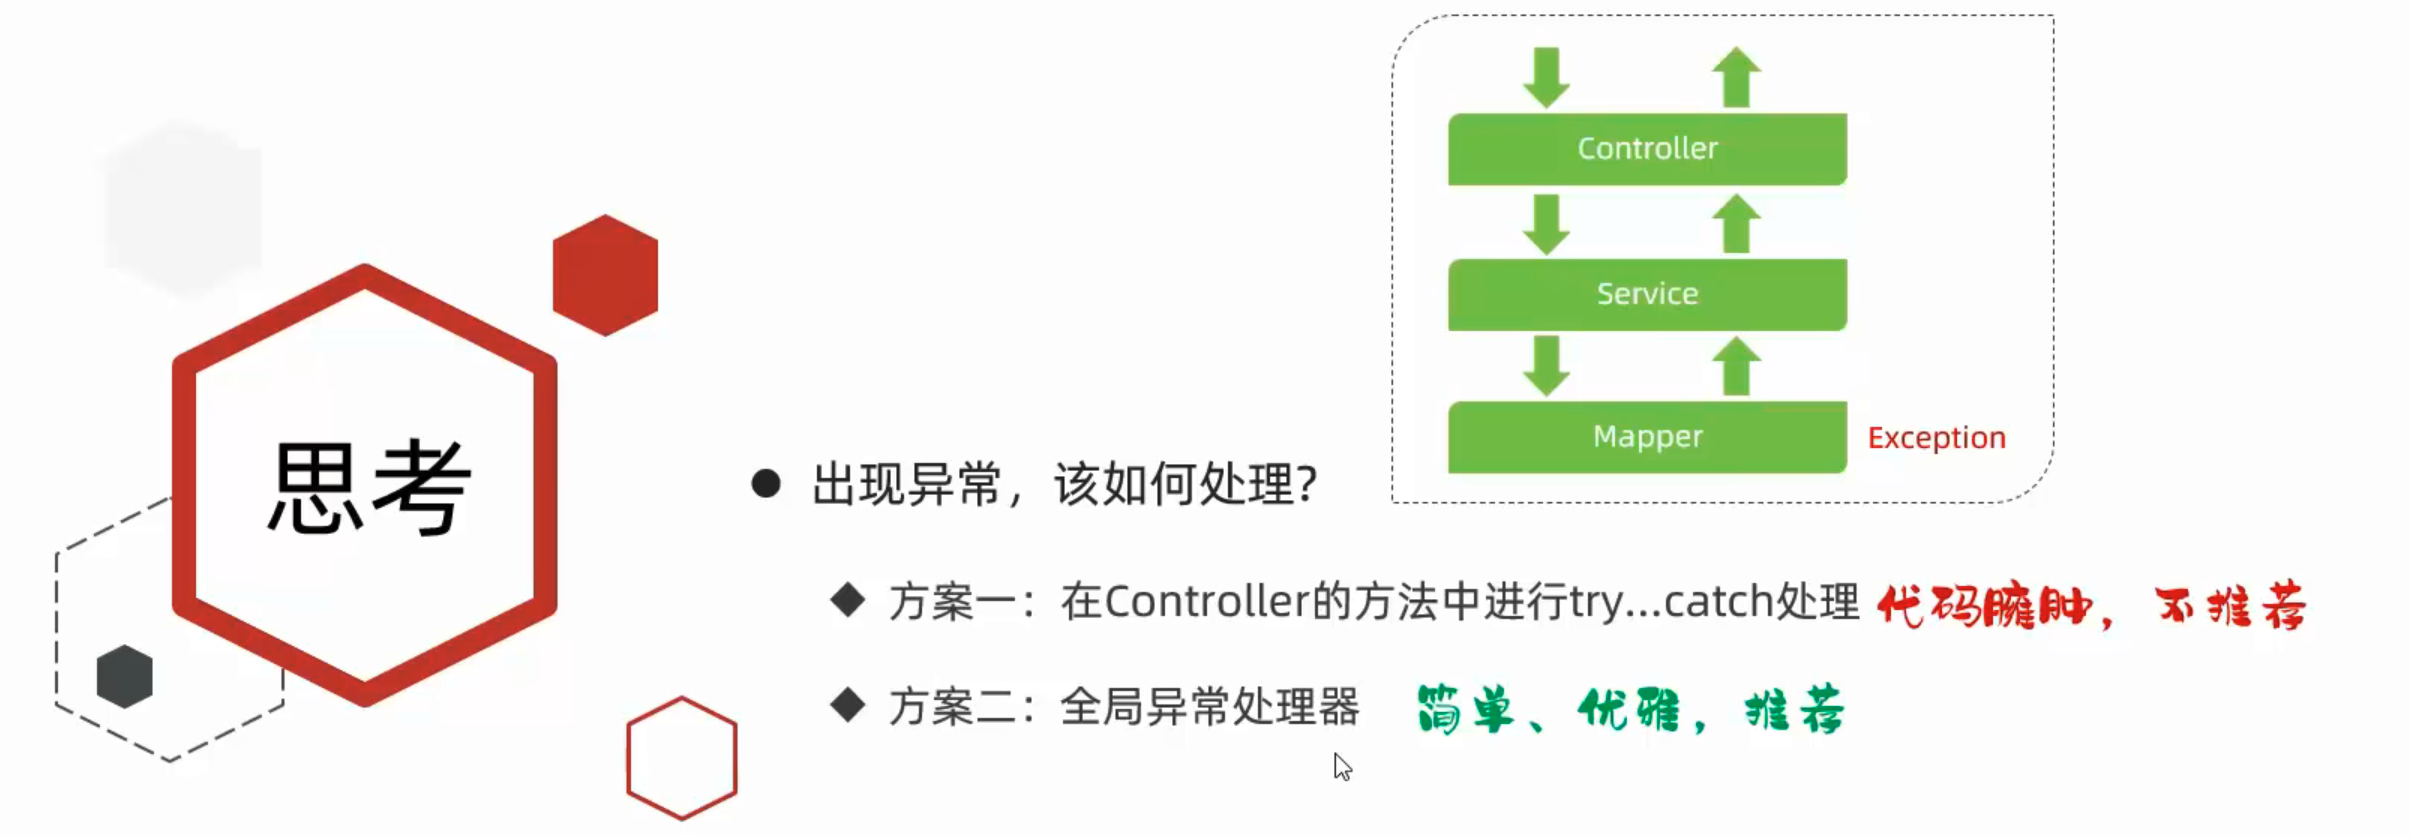 Controller
Service
Mapper
Exception
思考
出现异常，该如何处理?
方案一：在Controller的方法中进行try...catch处理 代码臃肿，不推荐
方案二：全局异常处理器 简单、优雅，推荐